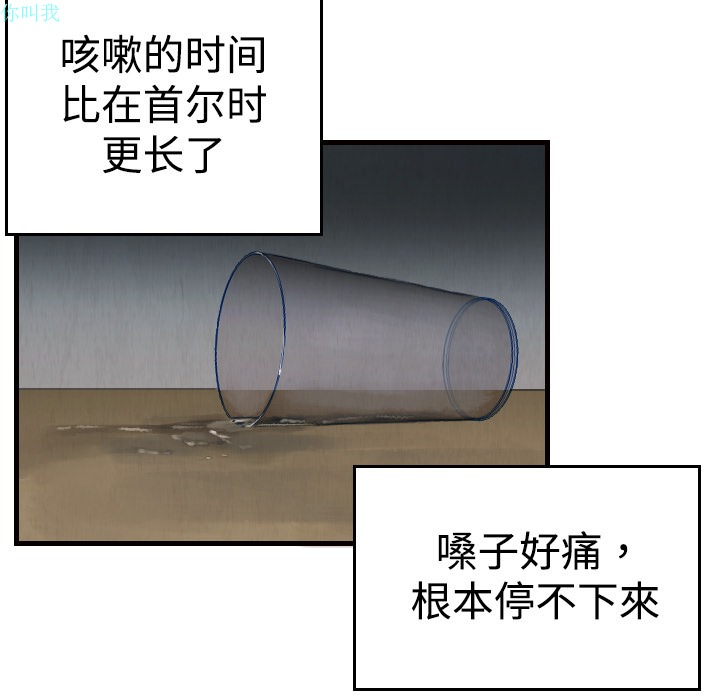 你叫我
咳嗽的时间
比在首尔时
更长了
嗓子好痛，
根本停不下來